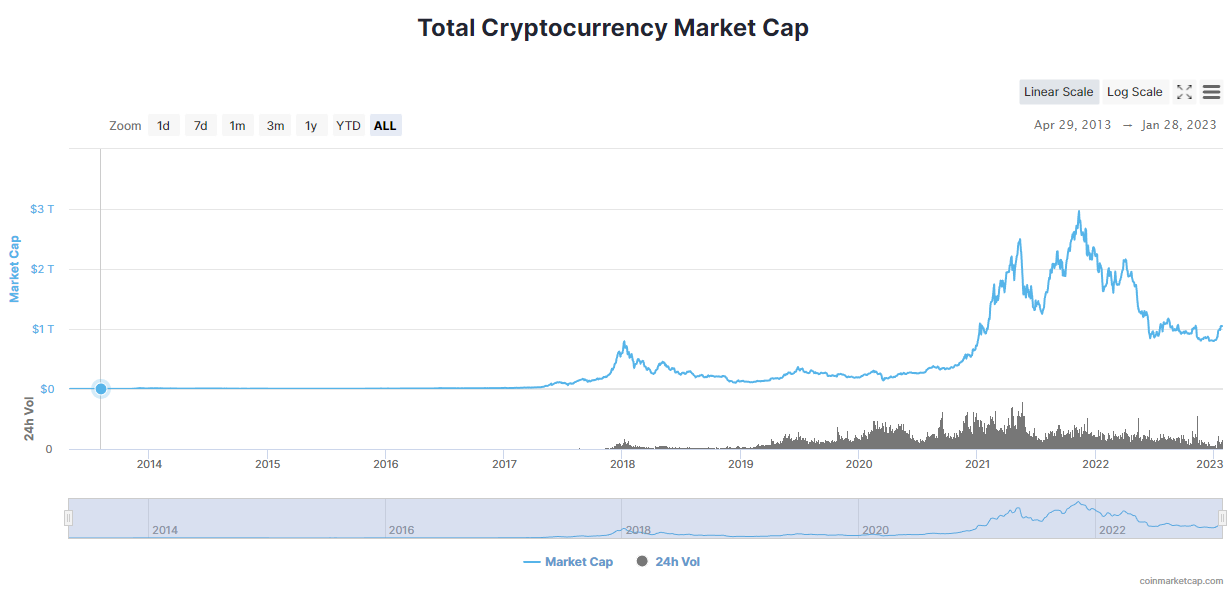 Total Cryptocurrency Market Cap
Linear Scale Log Scale
Zoom 1d 7d 1m 3m 1y YTD ALL
Apr 29, 2013 → Jan 28, 2023
$3 T
$2 T
$1 T
$0
Market Cap
24h Vol
0
2014 2015 2016 2017 2018 2019 2020 2021 2022 2023
2014 2016 2018 2020 2022
Market Cap 24h Vol
coinmarketcap.com